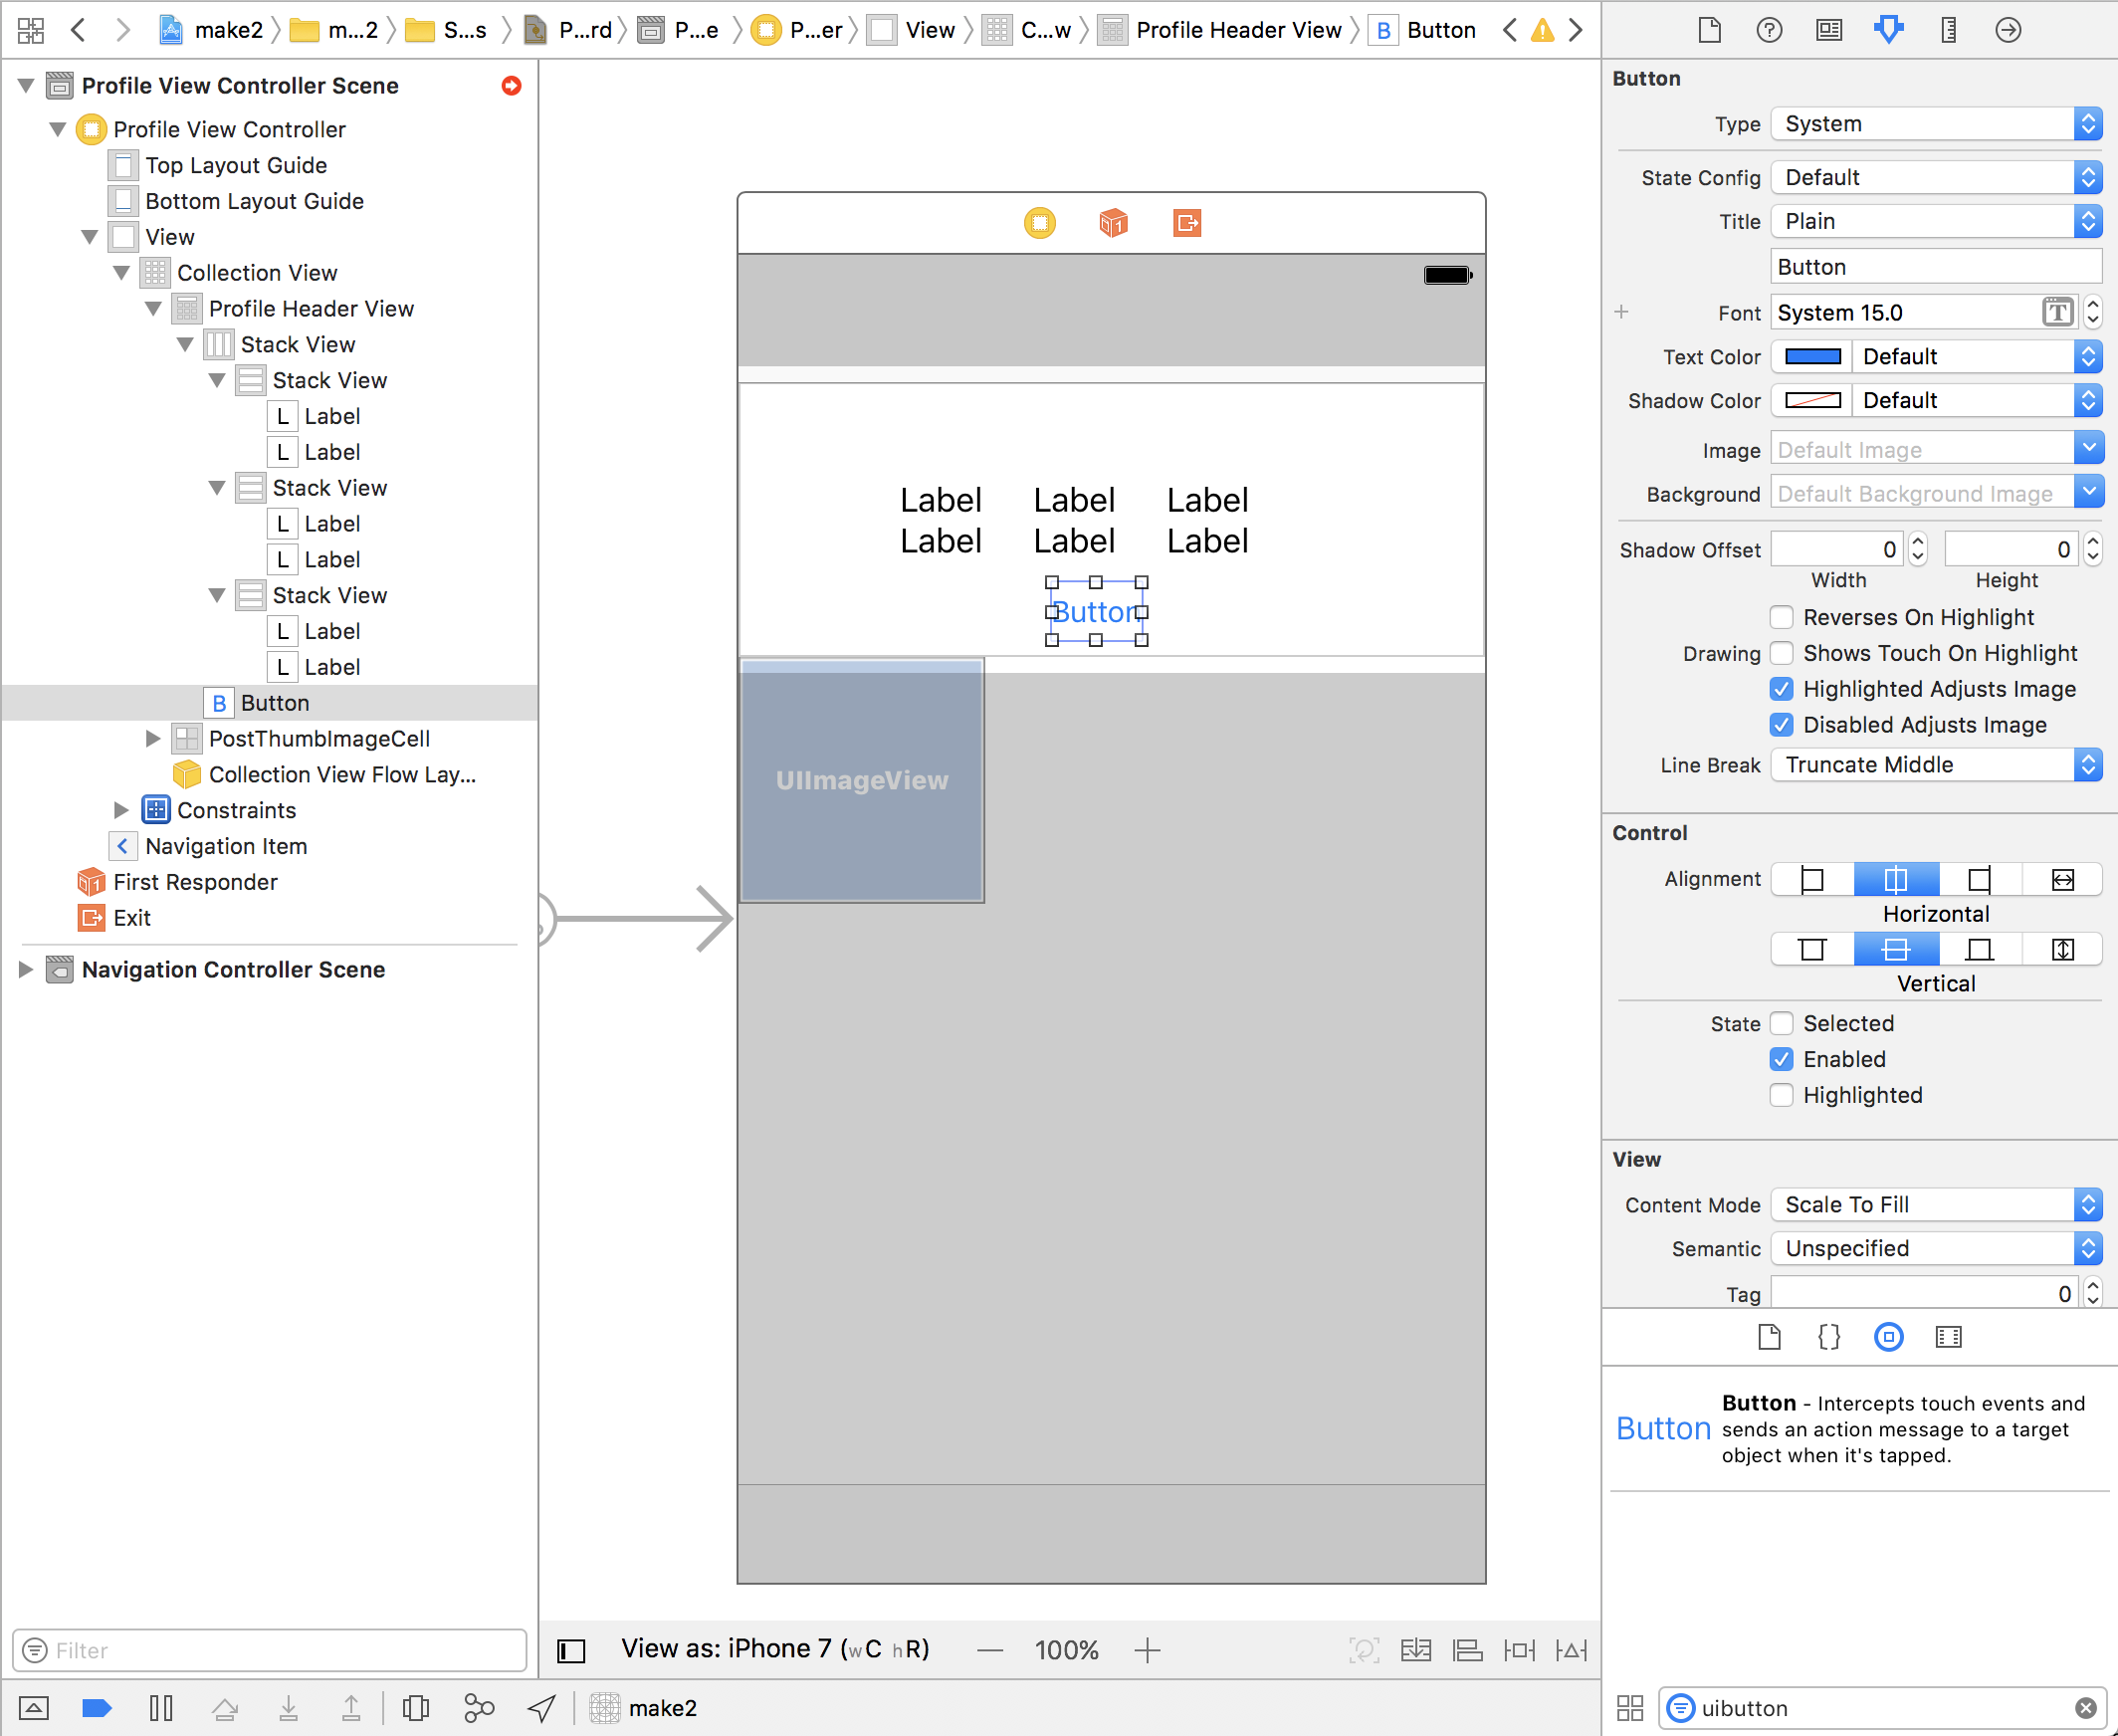 make2 m...2 S...s P...rd P...e P...er View C...w Profile Header View B Button
Profile View Controller Scene
Profile View Controller
Top Layout Guide
Bottom Layout Guide
View
Collection View
Profile Header View
Stack View
Stack View
L Label
L Label
Stack View
L Label
L Label
Stack View
L Label
L Label
B Button
PostThumbImageCell
Collection View Flow Lay...
Constraints
Navigation Item
1 First Responder
Exit
Navigation Controller Scene
Filter
1
Label Label Label
Label Label Label
Button
UIImageView
View as: iPhone 7 (wC hR) — 100% +
make2
Button
Type System
State Config Default
Title Plain
Button
+ Font System 15.0 T
Text Color Default
Shadow Color Default
Image Default Image
Background Default Background Image
Shadow Offset 0 0
Width Height
Reverses On Highlight
Drawing Shows Touch On Highlight
Highlighted Adjusts Image
Disabled Adjusts Image
Line Break Truncate Middle
Control
Alignment
Horizontal
Vertical
State Selected
Enabled
Highlighted
View
Content Mode Scale To Fill
Semantic Unspecified
Tag 0
{}
Button Button - Intercepts touch events and
sends an action message to a target
object when it's tapped.
uibutton